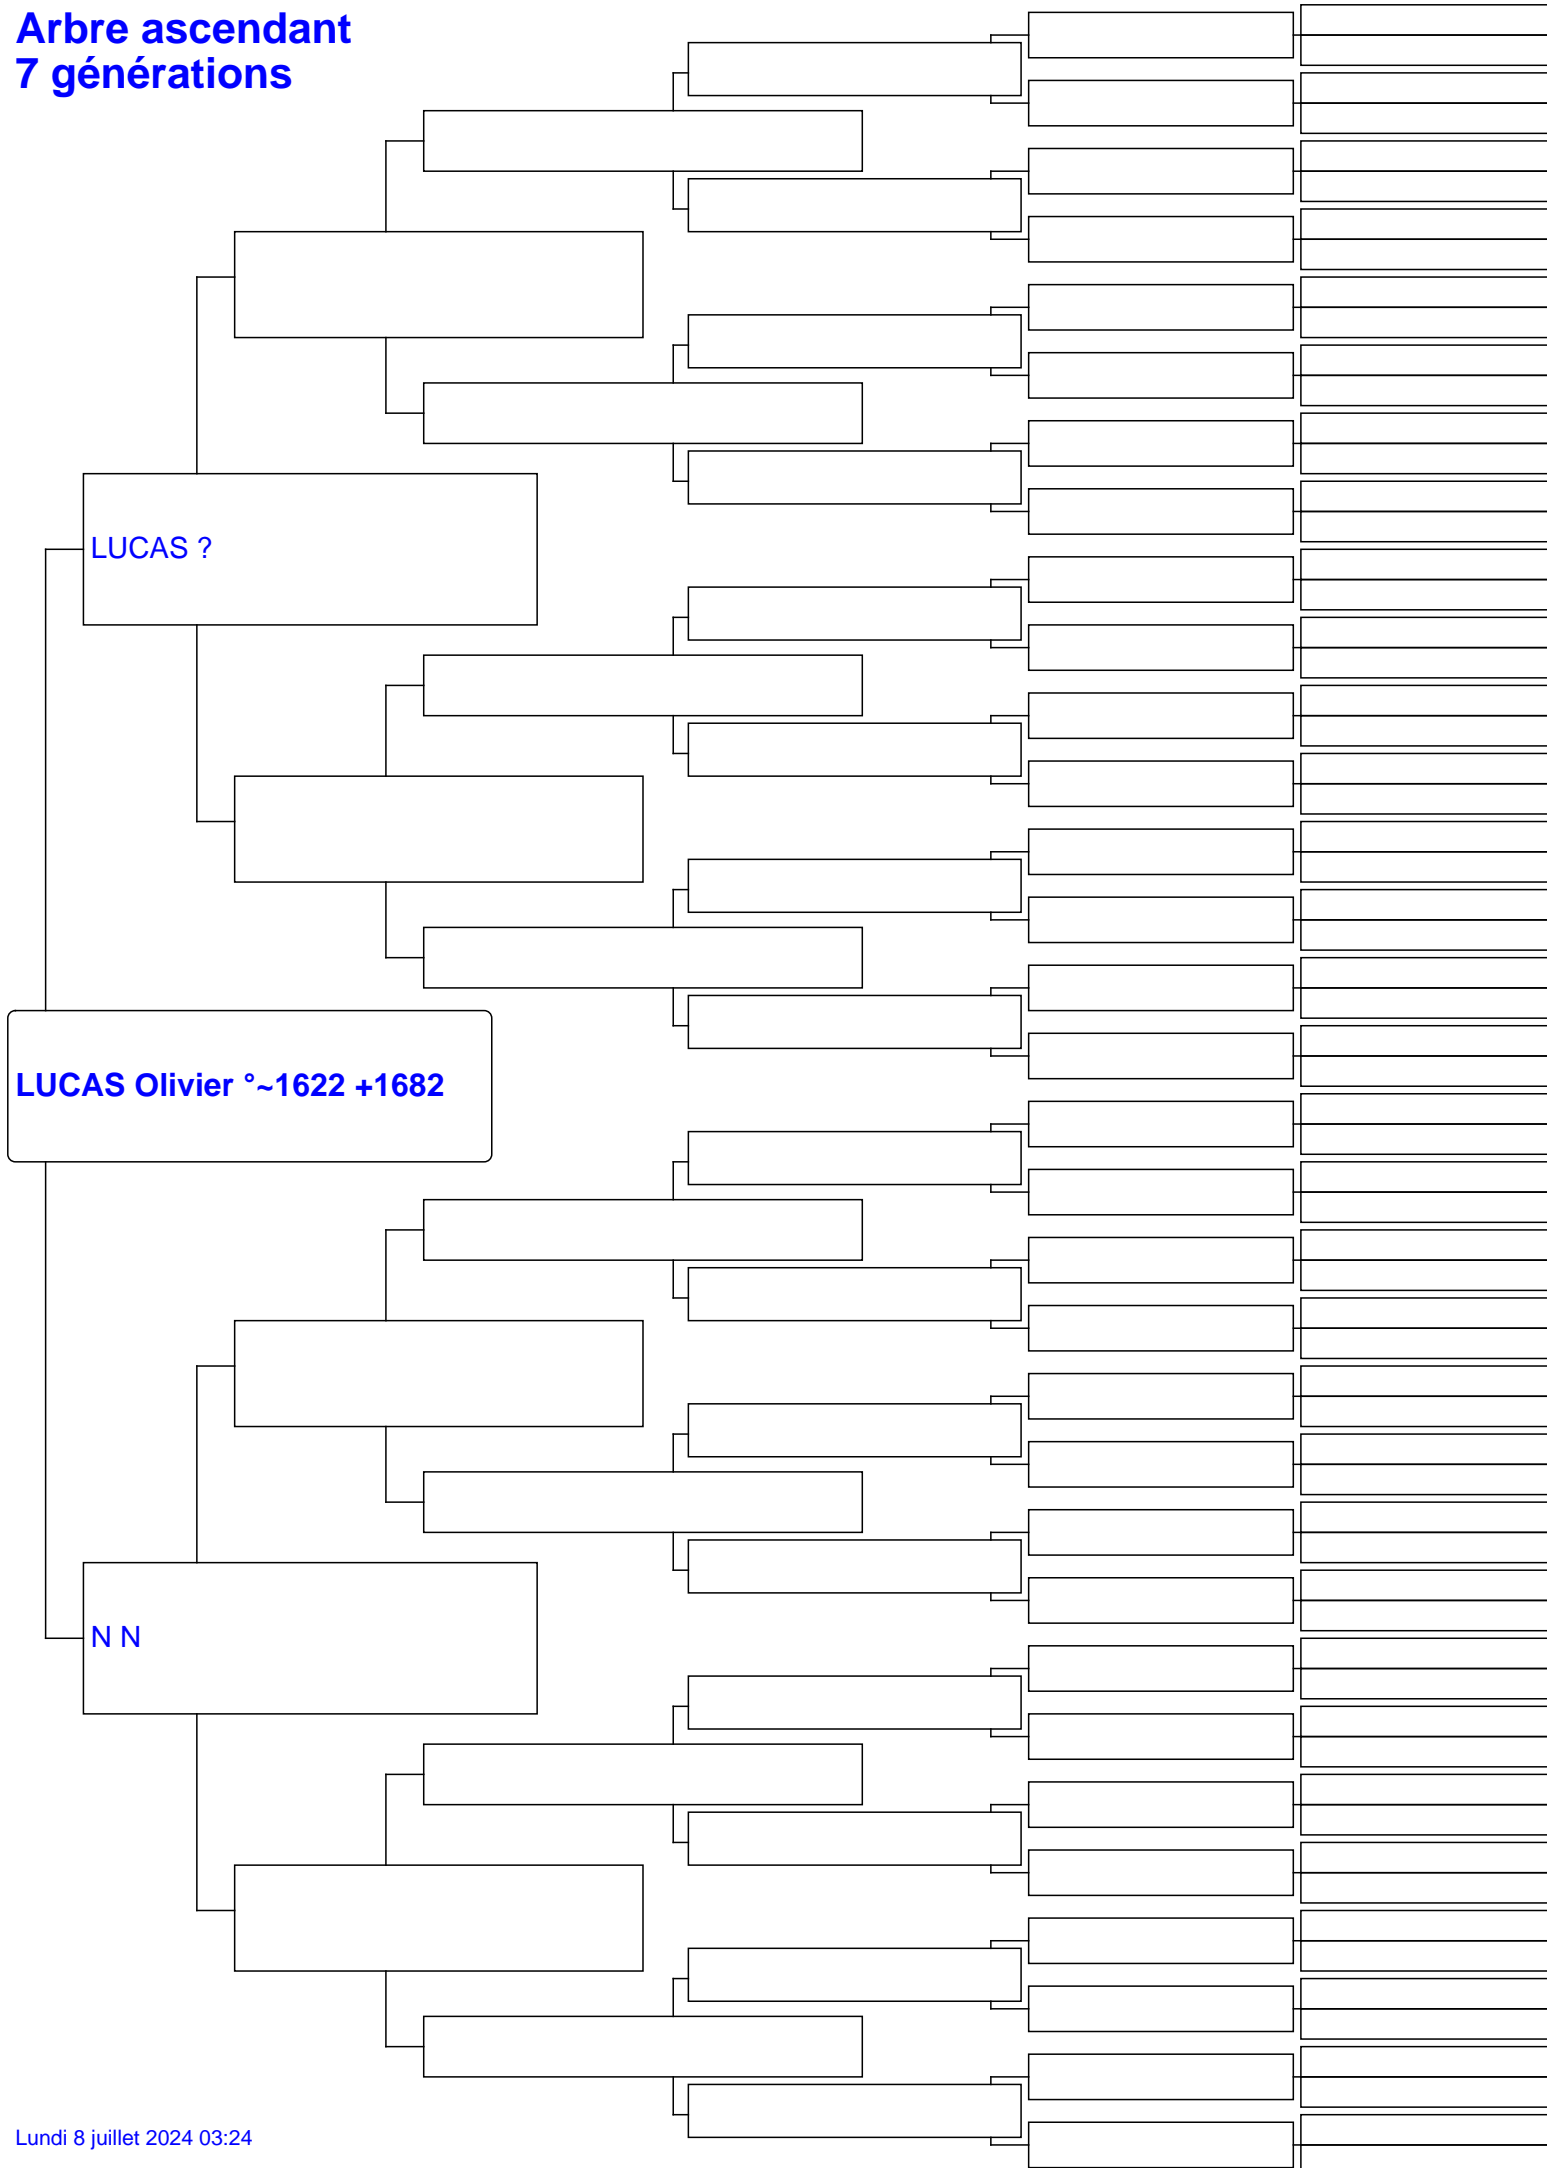 Arbre ascendant
7 générations
LUCAS ?
LUCAS Olivier °~1622 +1682
N N
Lundi 8 juillet 2024 03:24